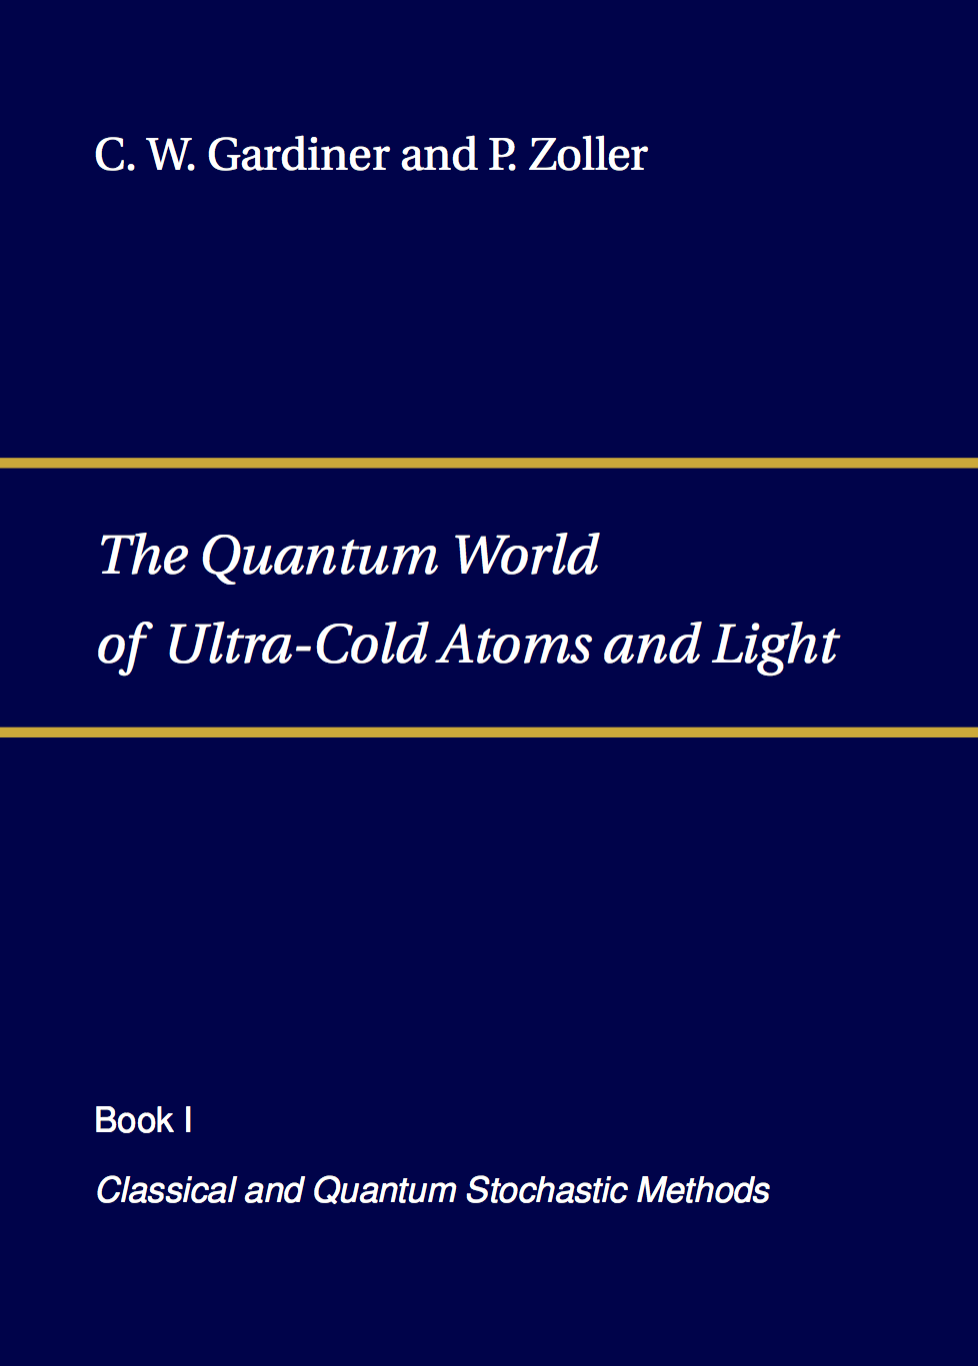 C. W. Gardiner and P. Zoller
The Quantum World
of Ultra-Cold Atoms and Light
Book I
Classical and Quantum Stochastic Methods